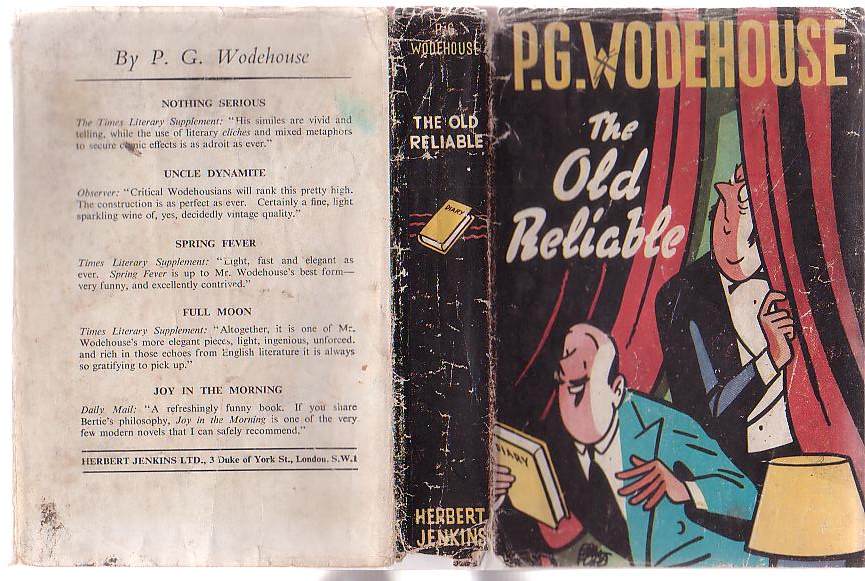 By P. G. Wodehouse
NOTHING SERIOUS
The Times Literary Supplement: "His similes are vivid and
telling, while the use of literary cliches and mixed metaphors
to secure comic effects is as adroit as ever."
UNCLE DYNAMITE
Observer: "Critical Wodehousians will rank this pretty high.
The construction is as perfect as ever. Certainly a fine, light
sparkling wine of, yes, decidedly vintage quality."
SPRING FEVER
Times Literary Supplement: "Light, fast and elegant as
ever. Spring Fever is up to Mr. Wodehouse's best form—
very funny, and excellently contrived."
FULL MOON
Times Literary Supplement: "Altogether, it is one of Mr.
Wodehouse's more elegant pieces, light, ingenious, unforced,
and rich in those echoes from English literature it is always
so gratifying to pick up."
JOY IN THE MORNING
Daily Mail: "A refreshingly funny book. If you share
Bertie's philosophy, Joy in the Morning is one of the very
few modern novels that I can safely recommend."
HERBERT JENKINS LTD., 3 Duke of York St., London. S.W.1
P.G.
WODEHOUSE
THE OLD
RELIABLE
DIARY
HERBERT
JENKINS
P.G. WODEHOUSE
The
Old
Reliable
DIARY